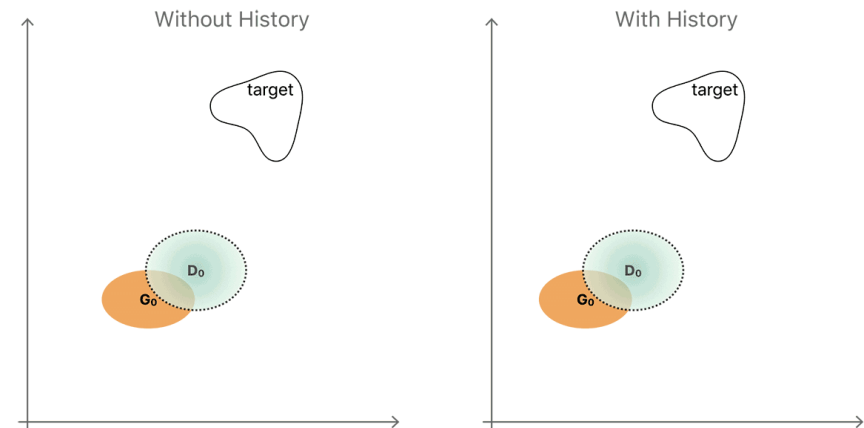 Without History
With History
target
target
D₀
G₀
D₀
G₀